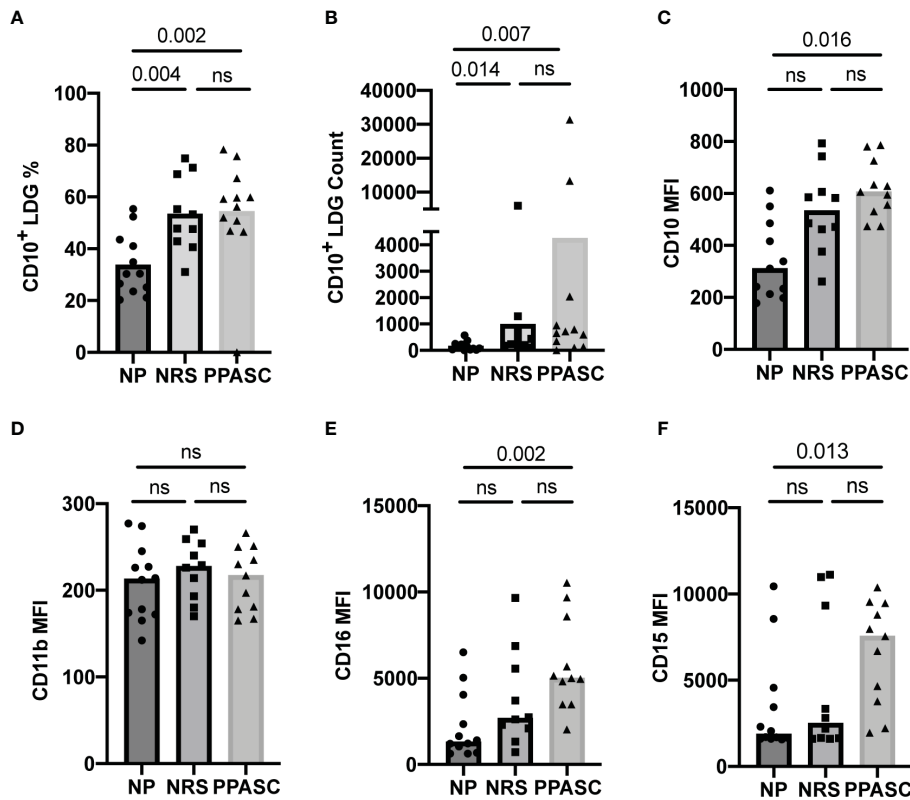 A
0.002
0.004
ns
CD10+ LDG %
100
80
60
40
20
0
NP NRS PPASC
B
0.007
0.014
ns
CD10+ LDG Count
40000
30000
20000
10000
4000
3000
2000
1000
0
NP NRS PPASC
C
0.016
ns
ns
CD10 MFI
1000
800
600
400
200
0
NP NRS PPASC
D
ns
ns
ns
CD11b MFI
300
200
100
0
NP NRS PPASC
E
0.002
ns
ns
CD16 MFI
15000
10000
5000
0
NP NRS PPASC
F
0.013
ns
ns
CD15 MFI
15000
10000
5000
0
NP NRS PPASC